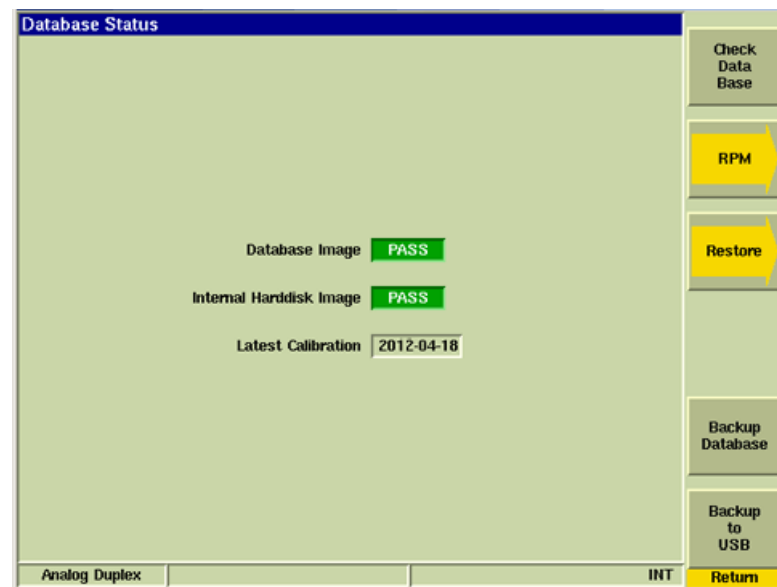 Database Status
Check
Data
Base
RPM
Restore
Database Image PASS
Internal Harddisk Image PASS
Latest Calibration 2012-04-18
Backup
Database
Backup
to
USB
Analog Duplex INT Return